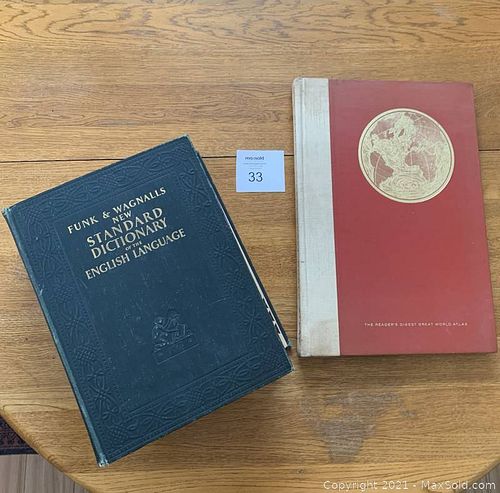 FUNK & WAGNALLS
NEW
STANDARD
DICTIONARY
OF THE
ENGLISH LANGUAGE
maxsold
33
THE READER'S DIGEST GREAT WORLD ATLAS
Copyright © 2021 - MaxSold.com